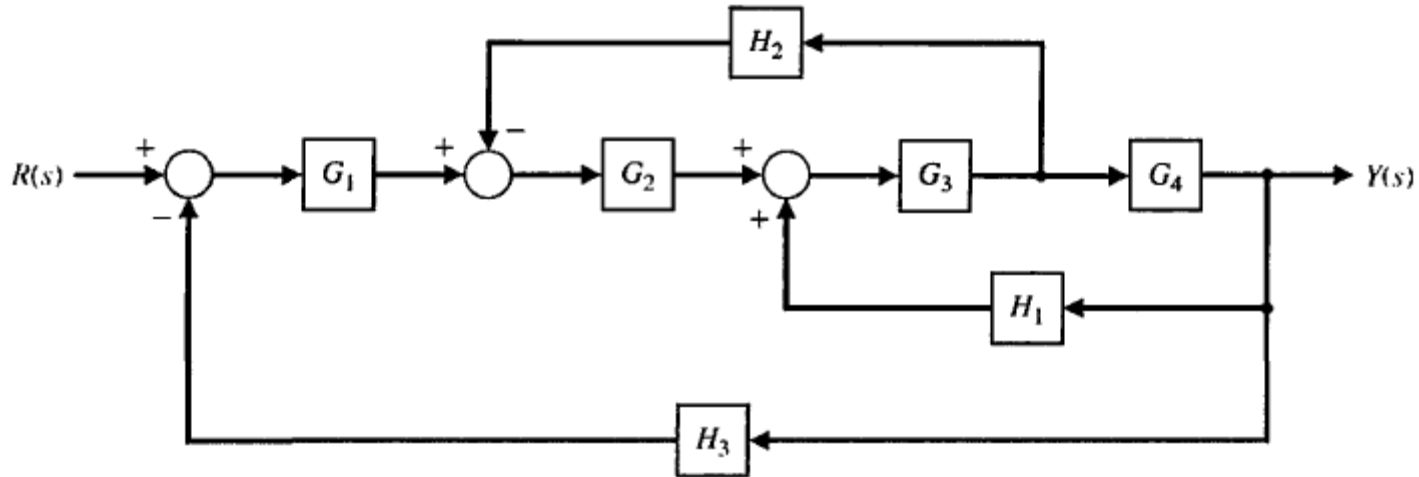 H₂
+ − + − +
R(s) G₁ G₂ G₃ G₄ Y(s)
− +
H₁
H₃